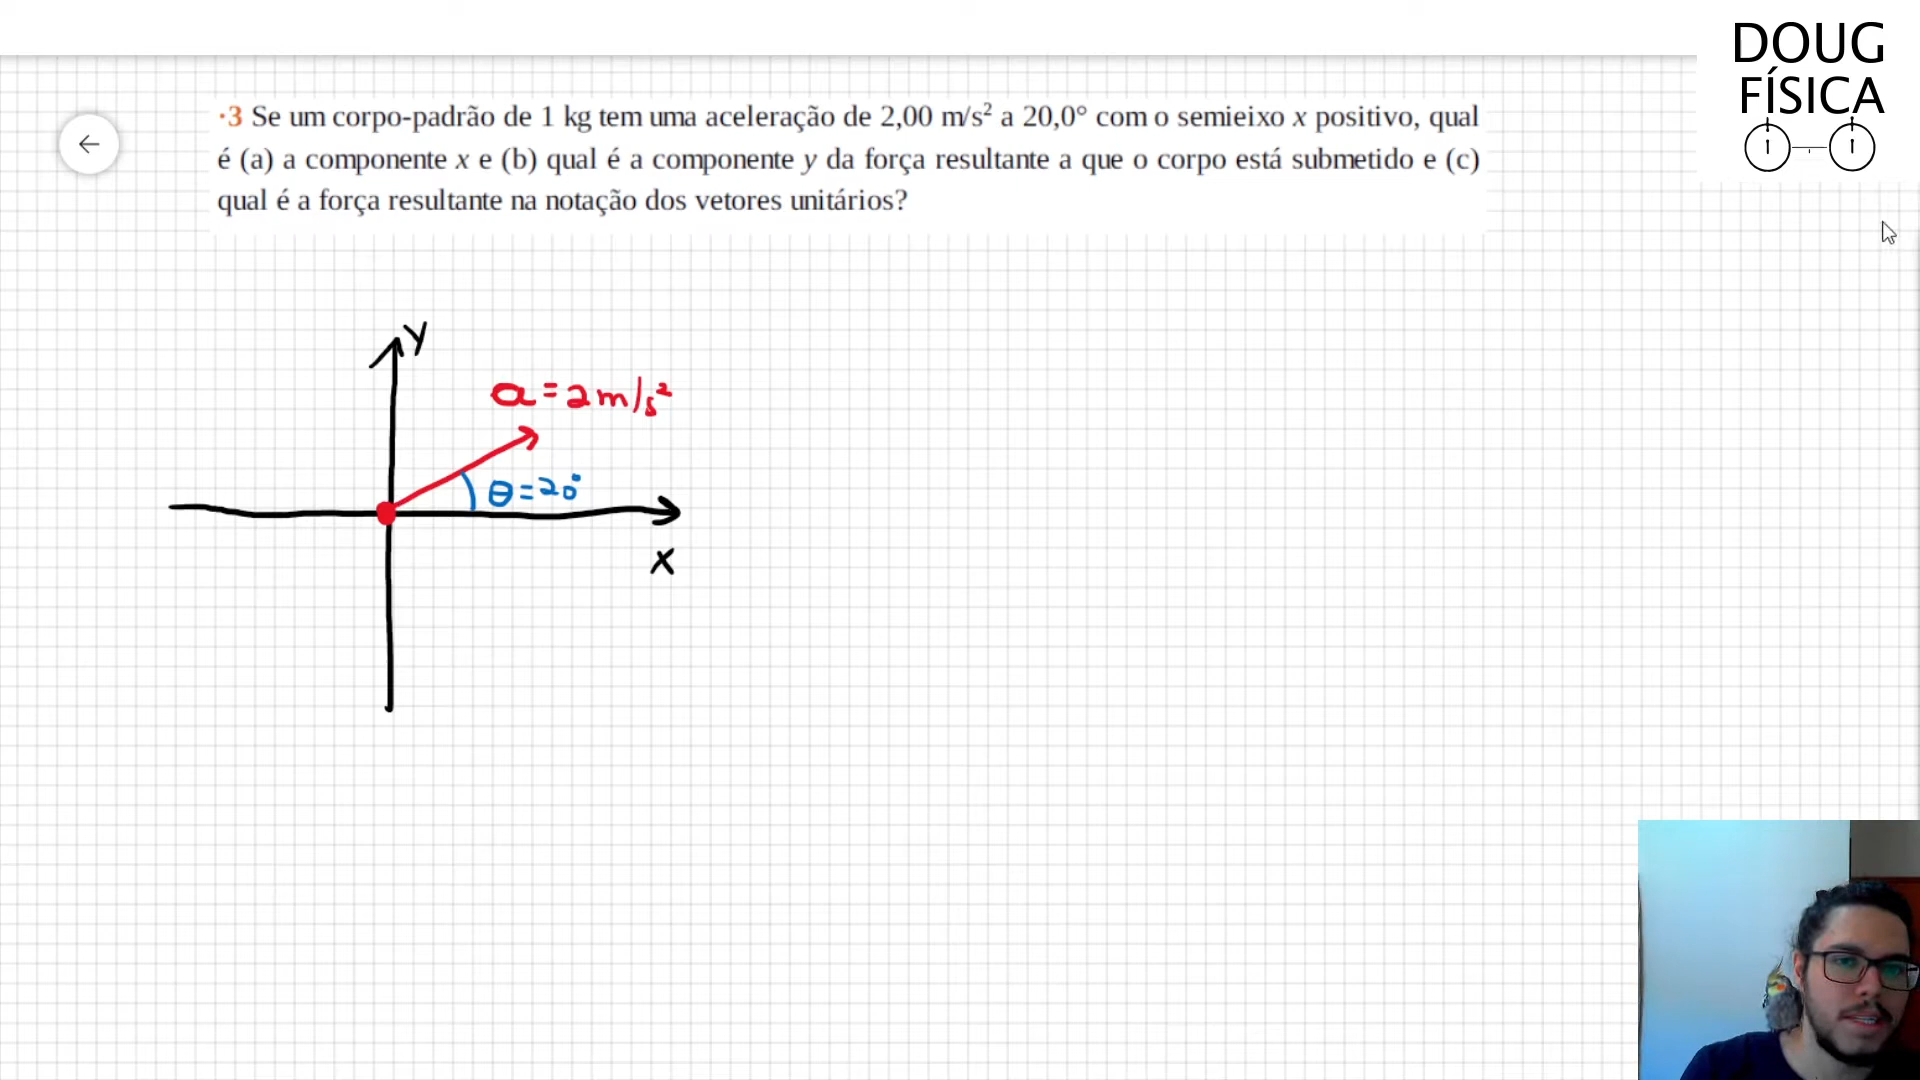 DOUG
FÍSICA
·3 Se um corpo-padrão de 1 kg tem uma aceleração de 2,00 m/s² a 20,0° com o semieixo x positivo, qual
é (a) a componente x e (b) qual é a componente y da força resultante a que o corpo está submetido e (c)
qual é a força resultante na notação dos vetores unitários?
y
a = 2 m/s²
θ = 20°
x